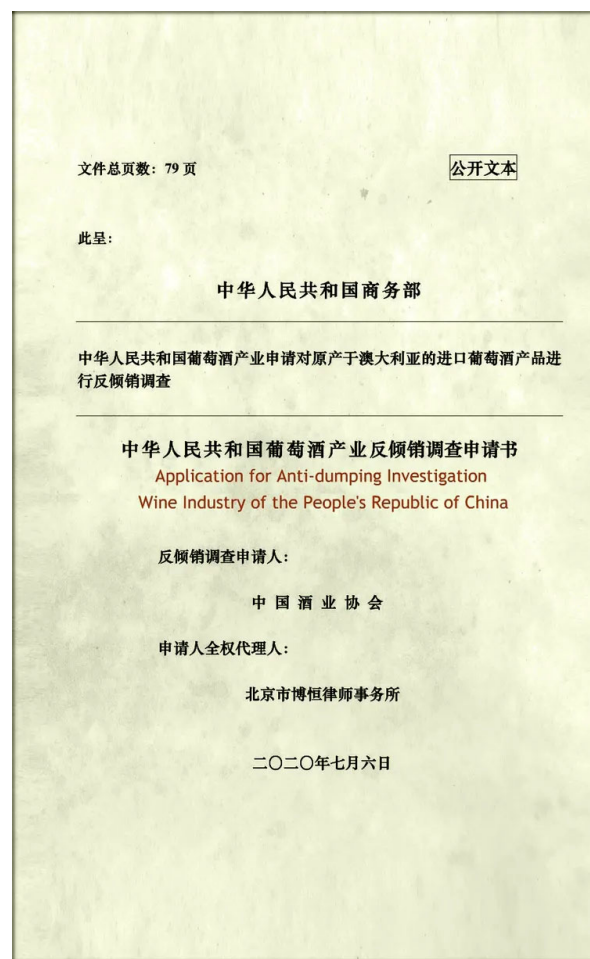 文件总页数：79 页
公开文本
此呈：
中华人民共和国商务部
中华人民共和国葡萄酒产业申请对原产于澳大利亚的进口葡萄酒产品进
行反倾销调查
中华人民共和国葡萄酒产业反倾销调查申请书
Application for Anti-dumping Investigation
Wine Industry of the People's Republic of China
反倾销调查申请人：
中 国 酒 业 协 会
申请人全权代理人：
北京市博恒律师事务所
二〇二〇年七月六日